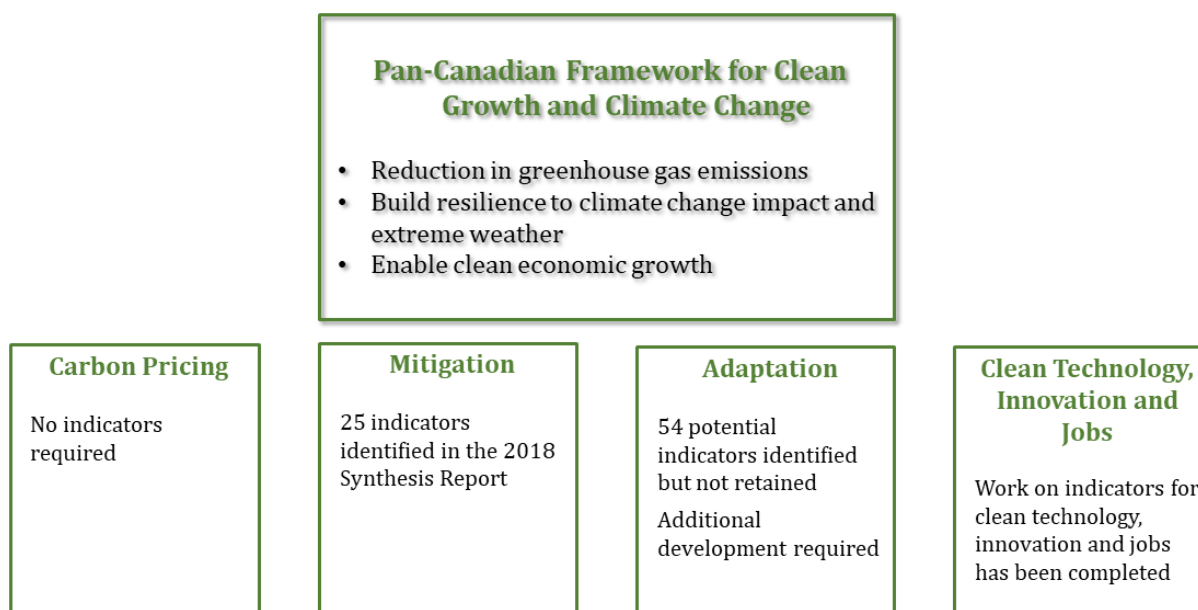 Pan-Canadian Framework for Clean
Growth and Climate Change
• Reduction in greenhouse gas emissions
• Build resilience to climate change impact and
extreme weather
• Enable clean economic growth
Carbon Pricing
No indicators
required
Mitigation
25 indicators
identified in the 2018
Synthesis Report
Adaptation
54 potential
indicators identified
but not retained
Additional
development required
Clean Technology,
Innovation and
Jobs
Work on indicators for
clean technology,
innovation and jobs
has been completed